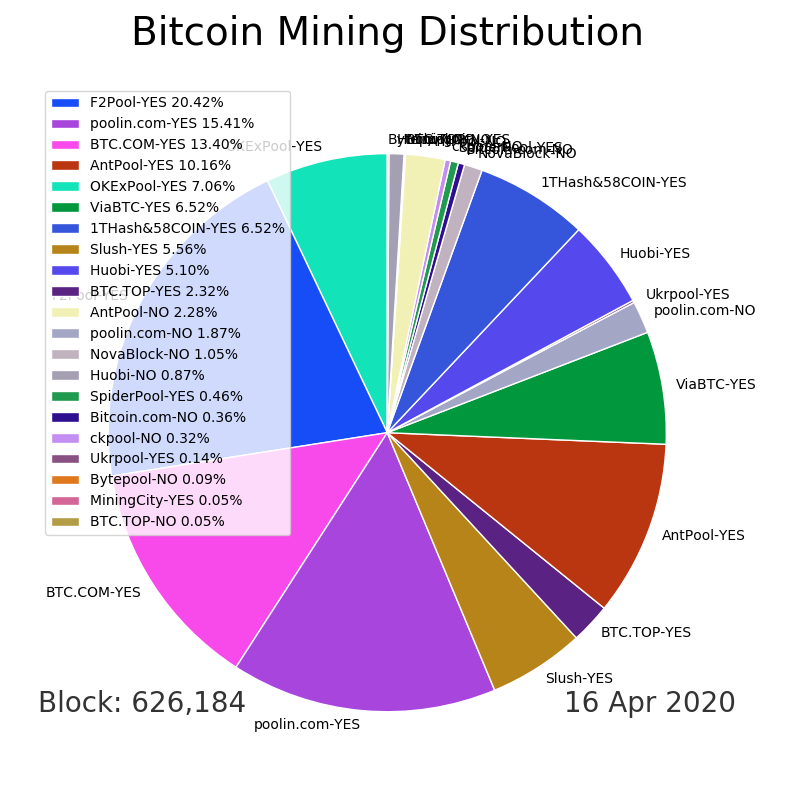 Bitcoin Mining Distribution
F2Pool-YES 20.42%
poolin.com-YES 15.41%
BTC.COM-YES 13.40%
AntPool-YES 10.16%
OKExPool-YES 7.06%
ViaBTC-YES 6.52%
1THash&58COIN-YES 6.52%
Slush-YES 5.56%
Huobi-YES 5.10%
BTC.TOP-YES 2.32%
AntPool-NO 2.28%
poolin.com-NO 1.87%
NovaBlock-NO 1.05%
Huobi-NO 0.87%
SpiderPool-YES 0.46%
Bitcoin.com-NO 0.36%
ckpool-NO 0.32%
Ukrpool-YES 0.14%
Bytepool-NO 0.09%
MiningCity-YES 0.05%
BTC.TOP-NO 0.05%
OKExPool-YES
NovaBlock-NO
1THash&58COIN-YES
Huobi-YES
Ukrpool-YES
poolin.com-NO
F2Pool-YES
ViaBTC-YES
AntPool-YES
BTC.COM-YES
BTC.TOP-YES
Slush-YES
poolin.com-YES
Block: 626,184
16 Apr 2020